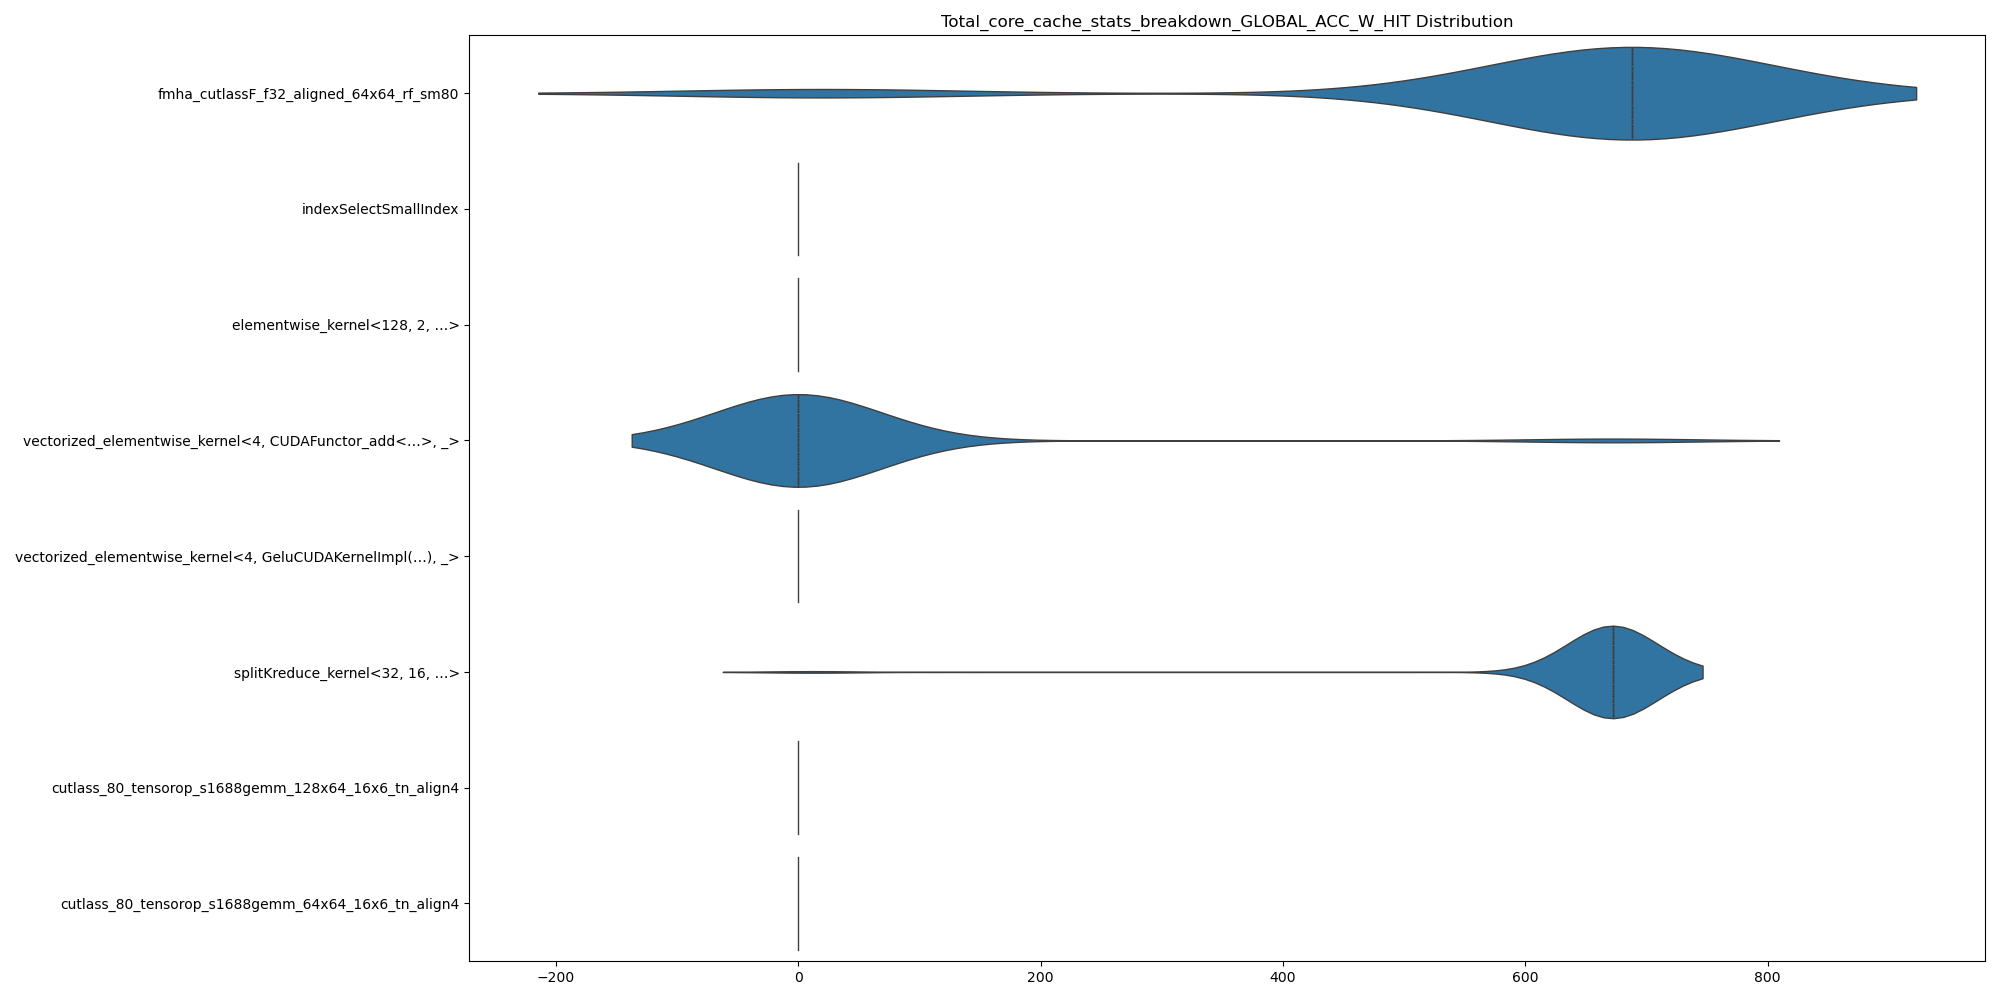 Total_core_cache_stats_breakdown_GLOBAL_ACC_W_HIT Distribution
fmha_cutlassF_f32_aligned_64x64_rf_sm80
indexSelectSmallIndex
elementwise_kernel<128, 2, ...>
vectorized_elementwise_kernel<4, CUDAFunctor_add<...>, _>
vectorized_elementwise_kernel<4, GeluCUDAKernelImpl(...), _>
splitKreduce_kernel<32, 16, ...>
cutlass_80_tensorop_s1688gemm_128x64_16x6_tn_align4
cutlass_80_tensorop_s1688gemm_64x64_16x6_tn_align4
−200 0 200 400 600 800